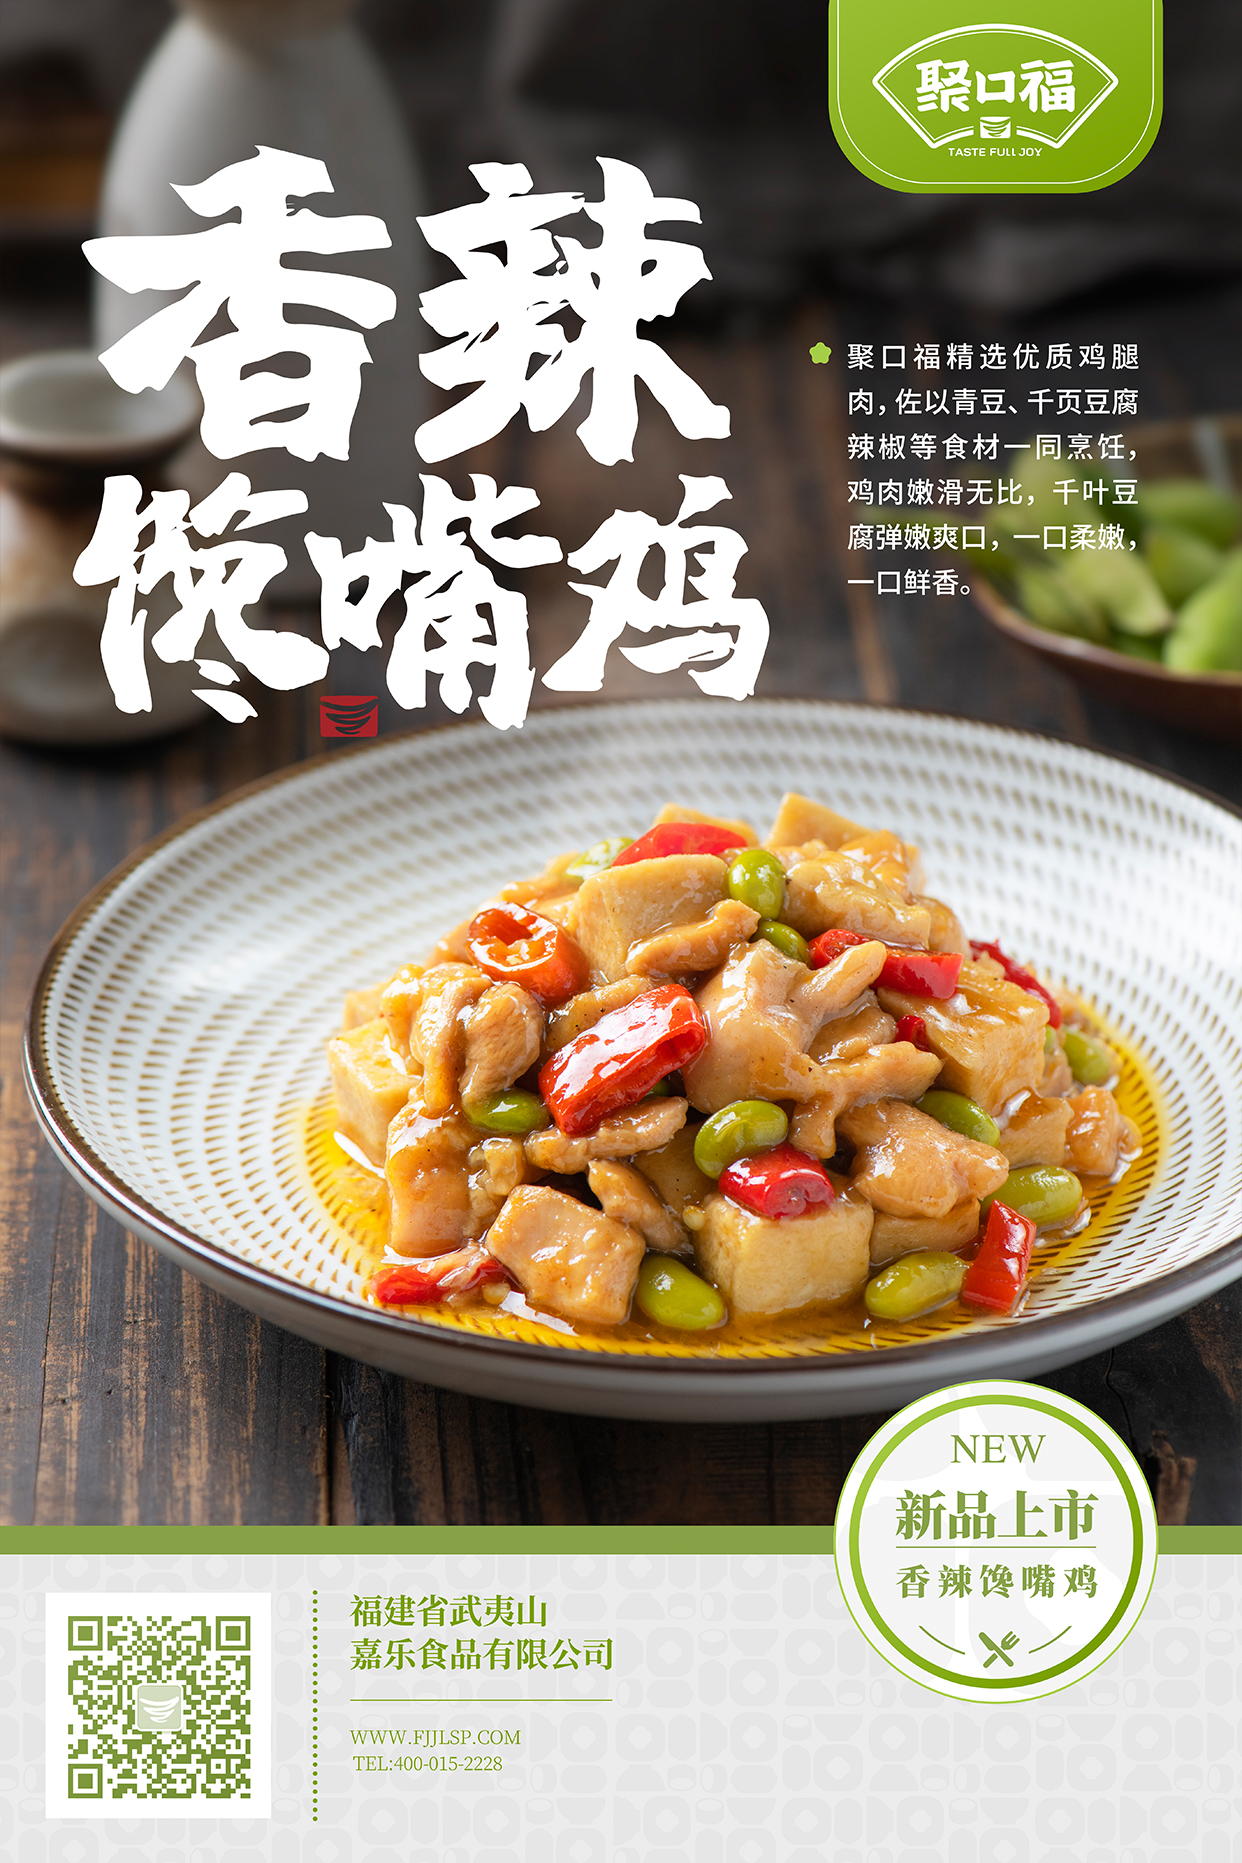 聚口福
TASTE FULL JOY
香辣
馋嘴鸡
聚口福精选优质鸡腿
肉，佐以青豆、千页豆腐
辣椒等食材一同烹饪，
鸡肉嫩滑无比，千叶豆
腐弹嫩爽口，一口柔嫩，
一口鲜香。
NEW
新品上市
香辣馋嘴鸡
福建省武夷山
嘉乐食品有限公司
WWW.FJJLSP.COM
TEL:400-015-2228